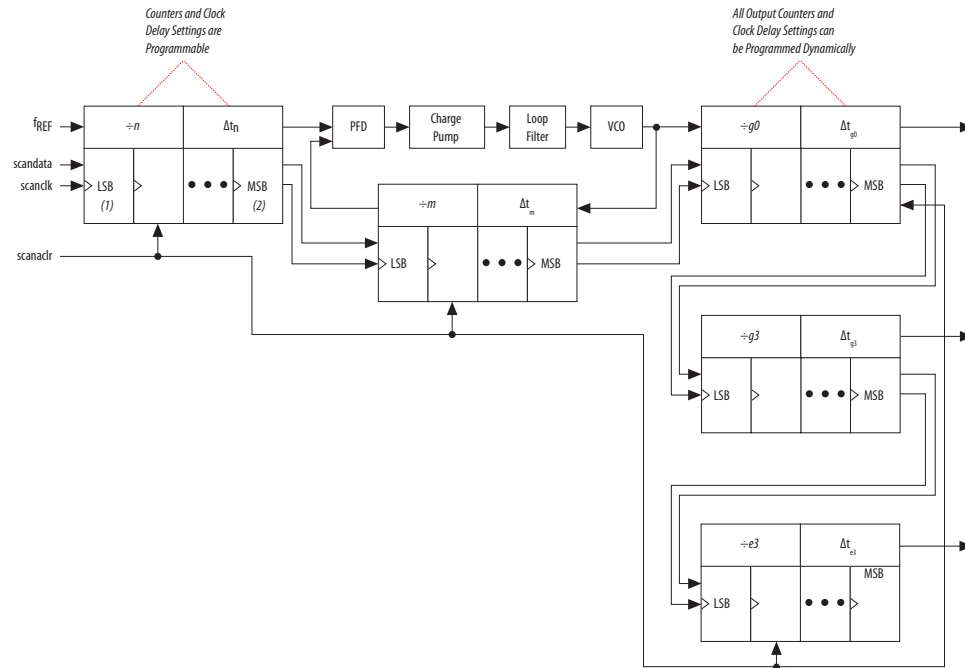 Counters and Clock
Delay Settings are
Programmable
All Output Counters and
Clock Delay Settings can
be Programmed Dynamically
fREF
÷n
Δtn
PFD
Charge
Pump
Loop
Filter
VCO
÷g0
Δtg0
scandata
scanclk
LSB
(1)
MSB
(2)
LSB
MSB
÷m
Δtm
scanaclr
LSB
MSB
÷g3
Δtg3
LSB
MSB
÷e3
Δte3
MSB
LSB